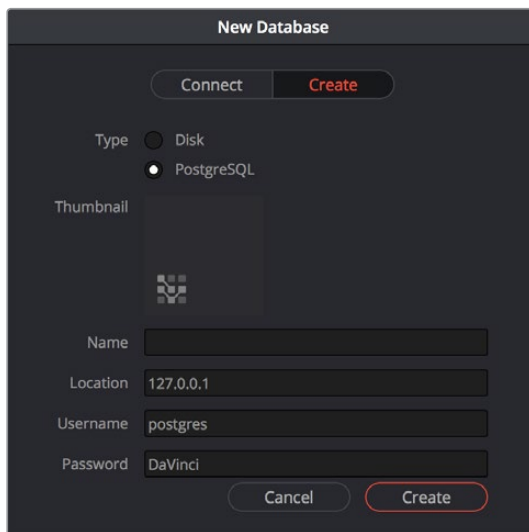 New Database
Connect Create
Type Disk
PostgreSQL
Thumbnail
Name
Location 127.0.0.1
Username postgres
Password DaVinci
Cancel Create